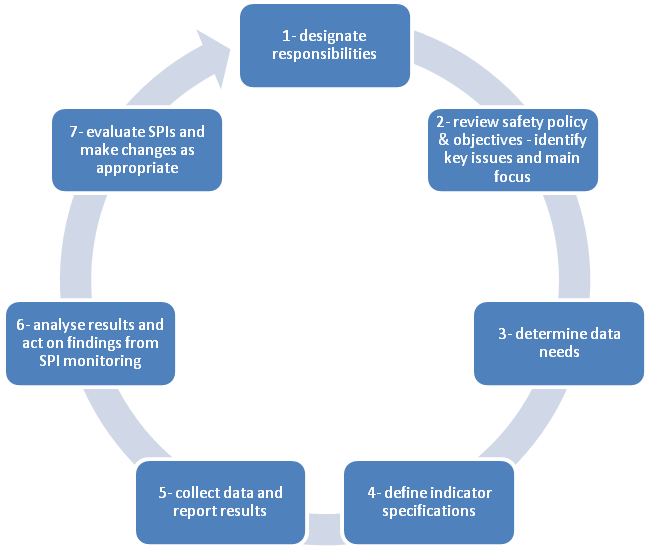 1- designate
responsibilities
2- review safety policy
& objectives - identify
key issues and main
focus
3- determine data
needs
4- define indicator
specifications
5- collect data and
report results
6- analyse results and
act on findings from
SPI monitoring
7- evaluate SPIs and
make changes as
appropriate